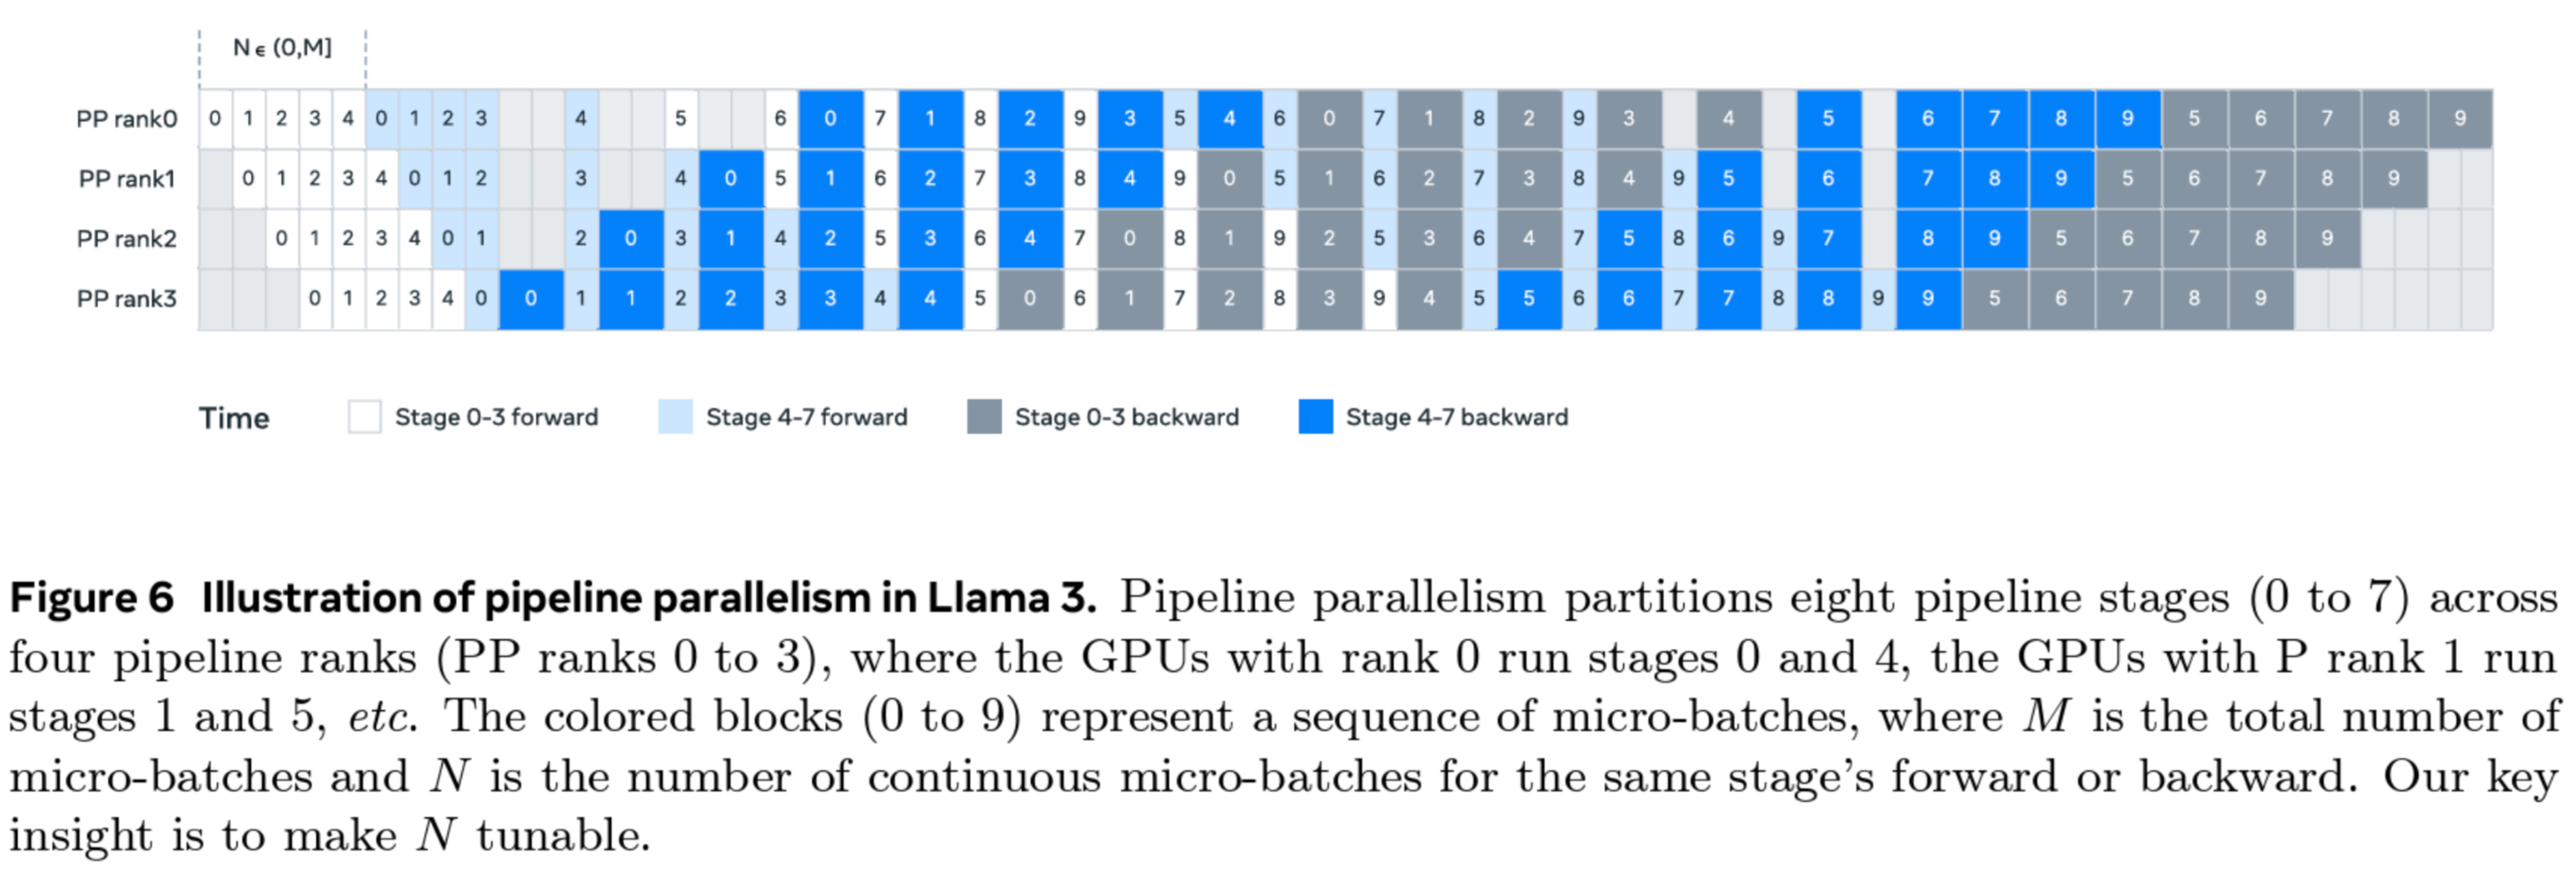 N ϵ (0,M]
PP rank0 0 1 2 3 4 0 1 2 3 4 5 6 0 7 1 8 2 9 3 5 4 6 0 7 1 8 2 9 3 4 5 6 7 8 9 5 6 7 8 9
PP rank1 0 1 2 3 4 0 1 2 3 4 0 5 1 6 2 7 3 8 4 9 0 5 1 6 2 7 3 8 4 9 5 6 7 8 9 5 6 7 8 9
PP rank2 0 1 2 3 4 0 1 2 0 3 1 4 2 5 3 6 4 7 0 8 1 9 2 5 3 6 4 7 5 8 6 9 7 8 9 5 6 7 8 9
PP rank3 0 1 2 3 4 0 0 1 1 2 2 3 3 4 4 5 0 6 1 7 2 8 3 9 4 5 5 6 6 7 7 8 8 9 9 5 6 7 8 9
Time Stage 0-3 forward Stage 4-7 forward Stage 0-3 backward Stage 4-7 backward
Figure 6 Illustration of pipeline parallelism in Llama 3. Pipeline parallelism partitions eight pipeline stages (0 to 7) across
four pipeline ranks (PP ranks 0 to 3), where the GPUs with rank 0 run stages 0 and 4, the GPUs with P rank 1 run
stages 1 and 5, etc. The colored blocks (0 to 9) represent a sequence of micro-batches, where M is the total number of
micro-batches and N is the number of continuous micro-batches for the same stage's forward or backward. Our key
insight is to make N tunable.